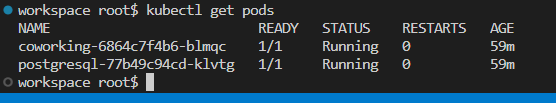 workspace root$ kubectl get pods
NAME READY STATUS RESTARTS AGE
coworking-6864c7f4b6-blmqc 1/1 Running 0 59m
postgresql-77b49c94cd-klvtg 1/1 Running 0 59m
workspace root$